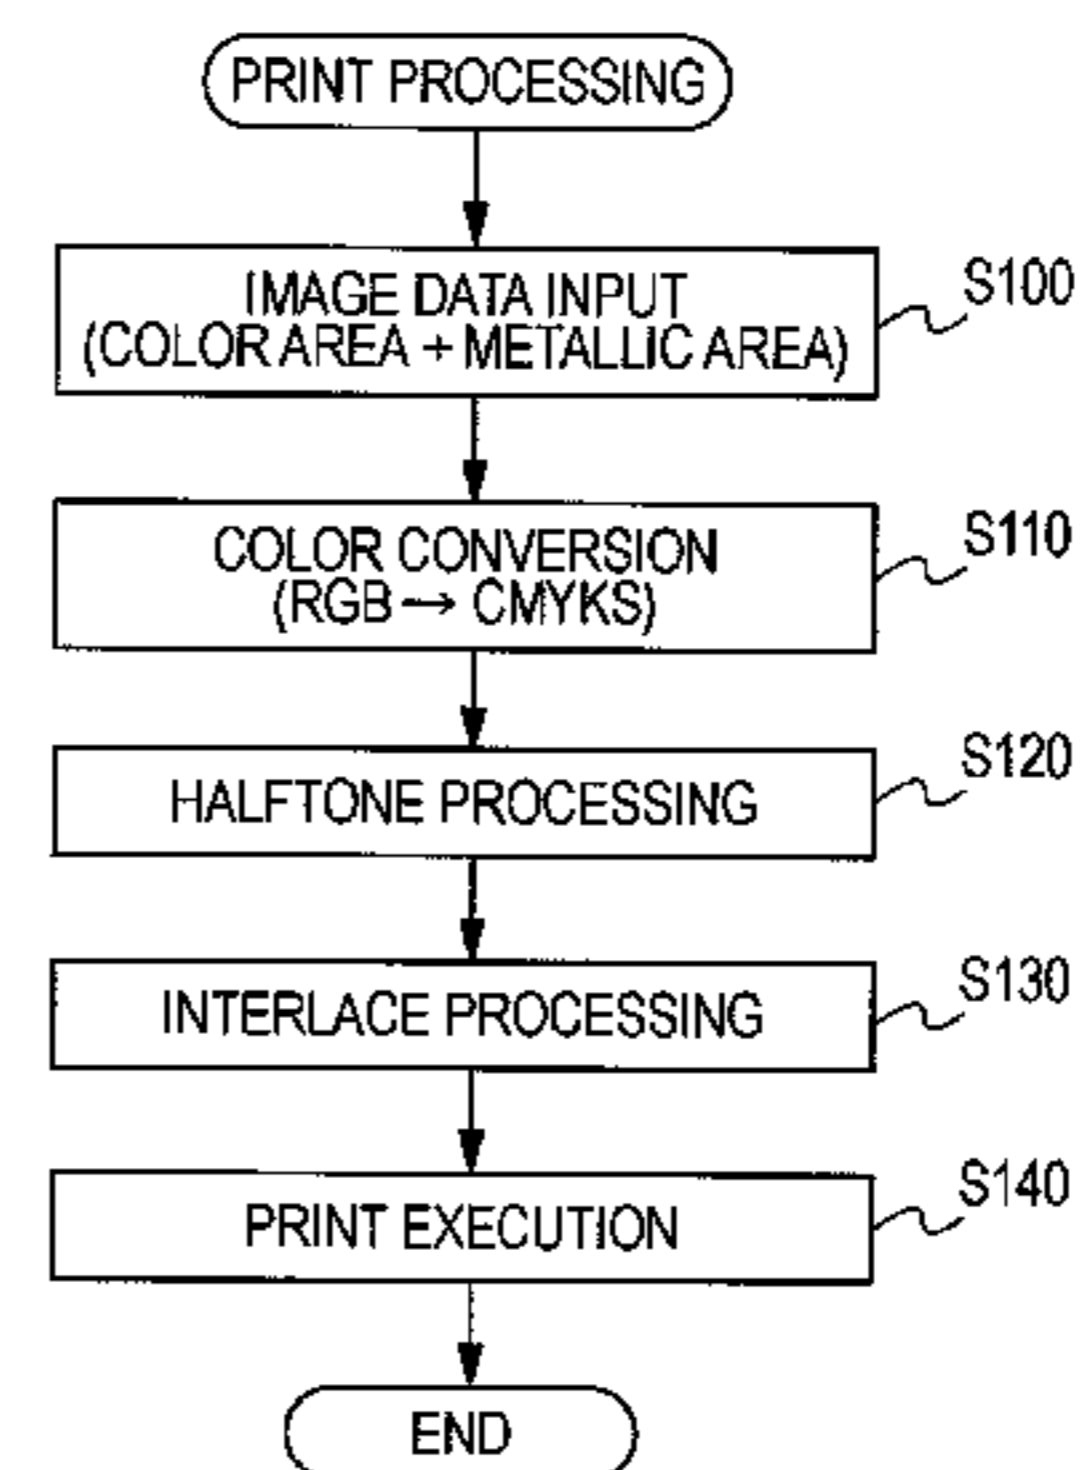 PRINT PROCESSING
IMAGE DATA INPUT
(COLOR AREA + METALLIC AREA)
S100
COLOR CONVERSION
(RGB → CMYKS)
S110
HALFTONE PROCESSING
S120
INTERLACE PROCESSING
S130
PRINT EXECUTION
S140
END